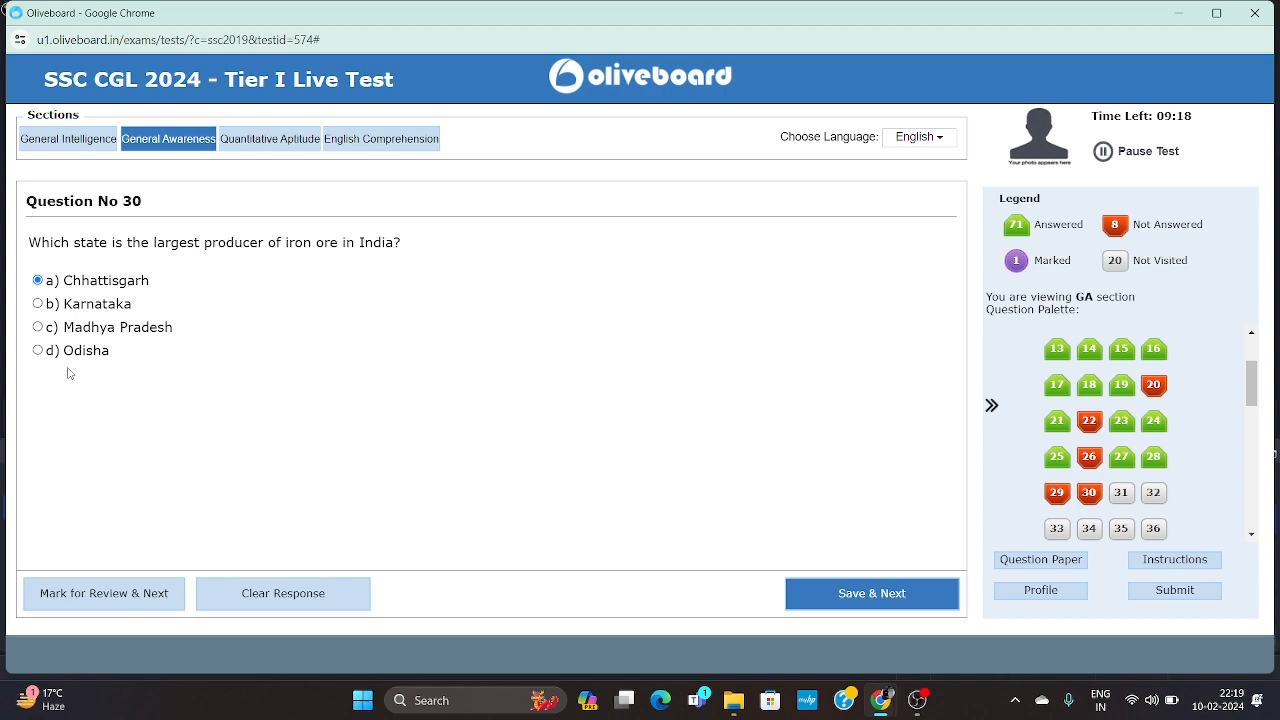 Oliveboard - Google Chrome
u1.oliveboard.in/exams/tests/?c=ssc2019&testid=574#
SSC CGL 2024 - Tier I Live Test
oliveboard
Sections
General Intelligence
General Awareness
Quantitative Aptitude
English Comprehension
Choose Language:
English
Your photo appears here
Time Left: 09:18
Pause Test
Question No 30
Which state is the largest producer of iron ore in India?
a) Chhattisgarh
b) Karnataka
c) Madhya Pradesh
d) Odisha
Mark for Review & Next
Clear Response
Save & Next
Legend
71 Answered
8 Not Answered
1 Marked
20 Not Visited
You are viewing GA section
Question Palette:
13 14 15 16
17 18 19 20
21 22 23 24
25 26 27 28
29 30 31 32
33 34 35 36
Question Paper
Instructions
Profile
Submit
17°C
Haze
Search
1
ENG
IN
22:19
10-02-2024